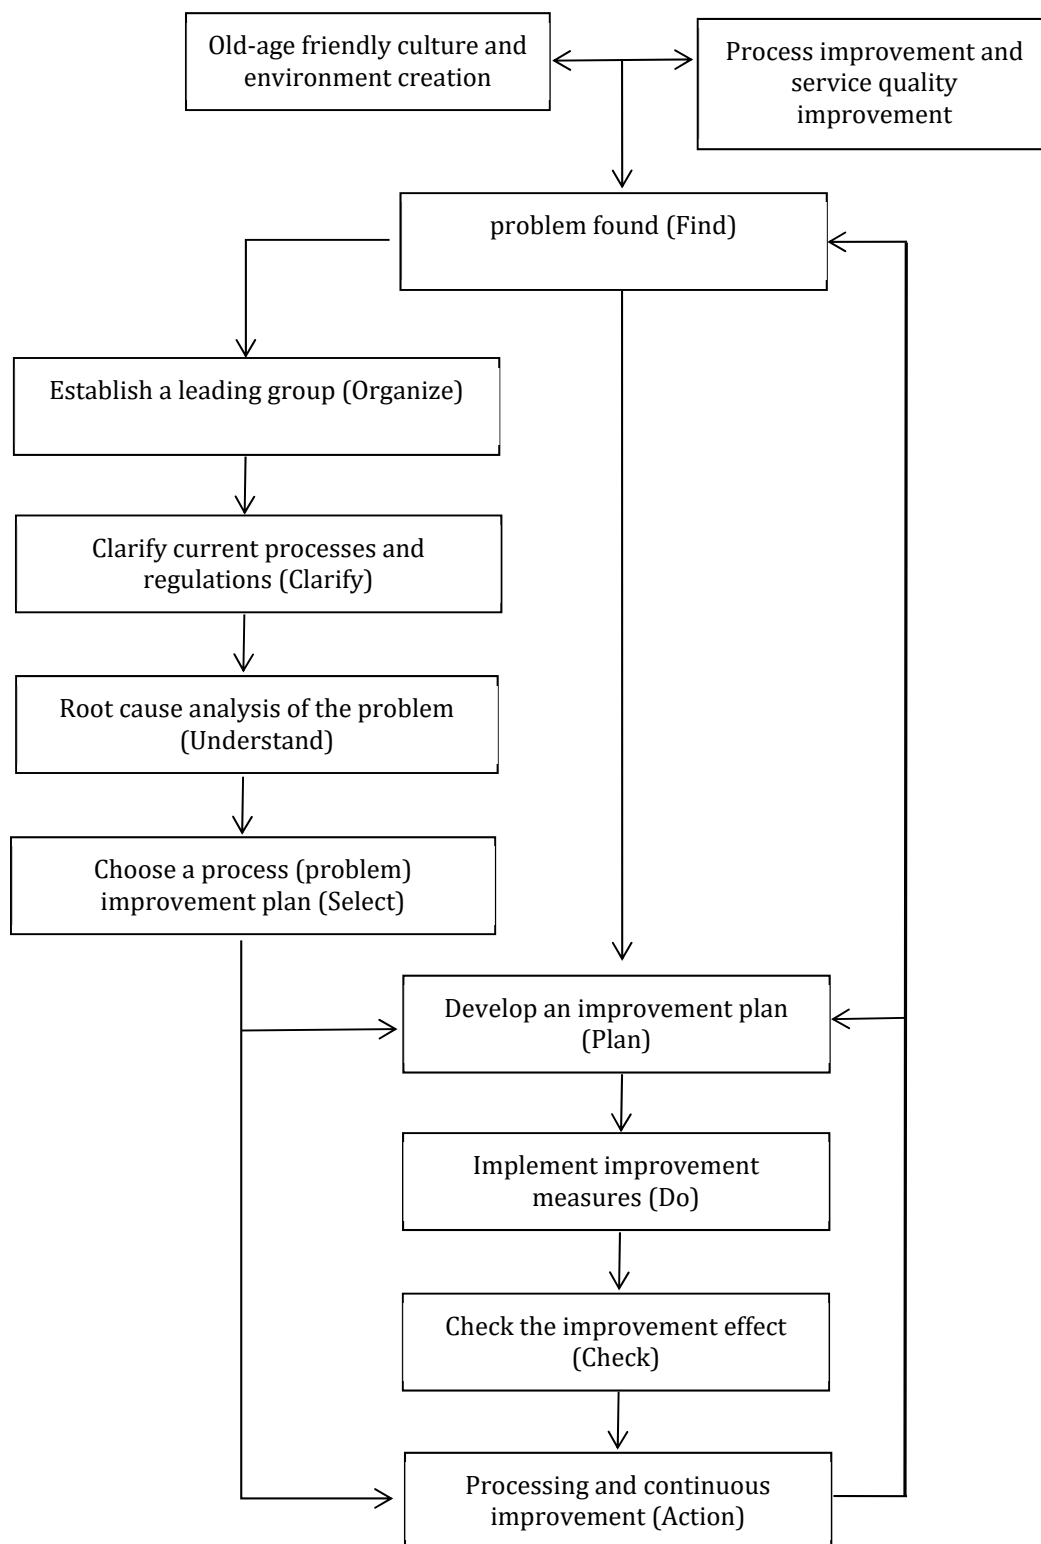 Old-age friendly culture and
environment creation
Process improvement and
service quality
improvement
problem found (Find)
Establish a leading group (Organize)
Clarify current processes and
regulations (Clarify)
Root cause analysis of the problem
(Understand)
Choose a process (problem)
improvement plan (Select)
Develop an improvement plan
(Plan)
Implement improvement
measures (Do)
Check the improvement effect
(Check)
Processing and continuous
improvement (Action)